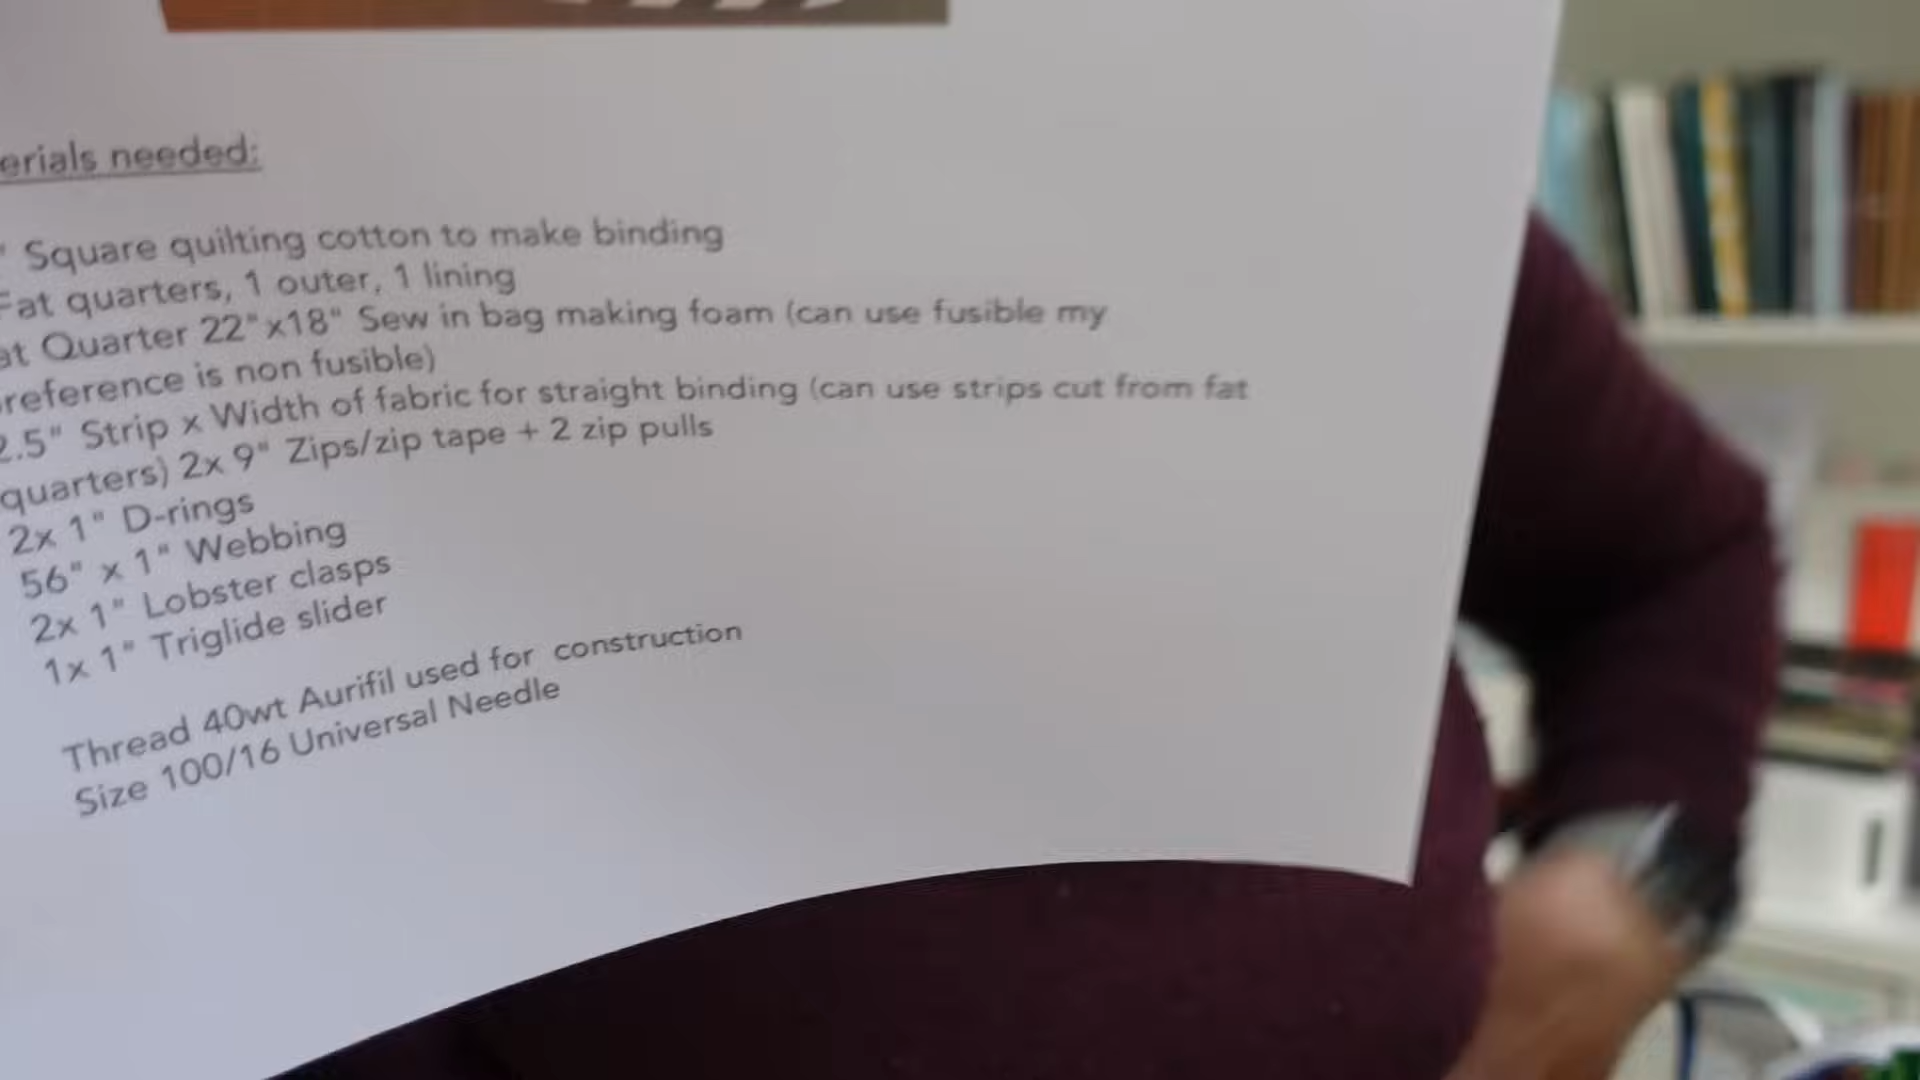 erials needed:
" Square quilting cotton to make binding
Fat quarters, 1 outer, 1 lining
at Quarter 22"x18" Sew in bag making foam (can use fusible my
reference is non fusible)
2.5" Strip x Width of fabric for straight binding (can use strips cut from fat
quarters) 2x 9" Zips/zip tape + 2 zip pulls
2x 1" D-rings
56" x 1" Webbing
2x 1" Lobster clasps
1x 1" Triglide slider
Thread 40wt Aurifil used for construction
Size 100/16 Universal Needle